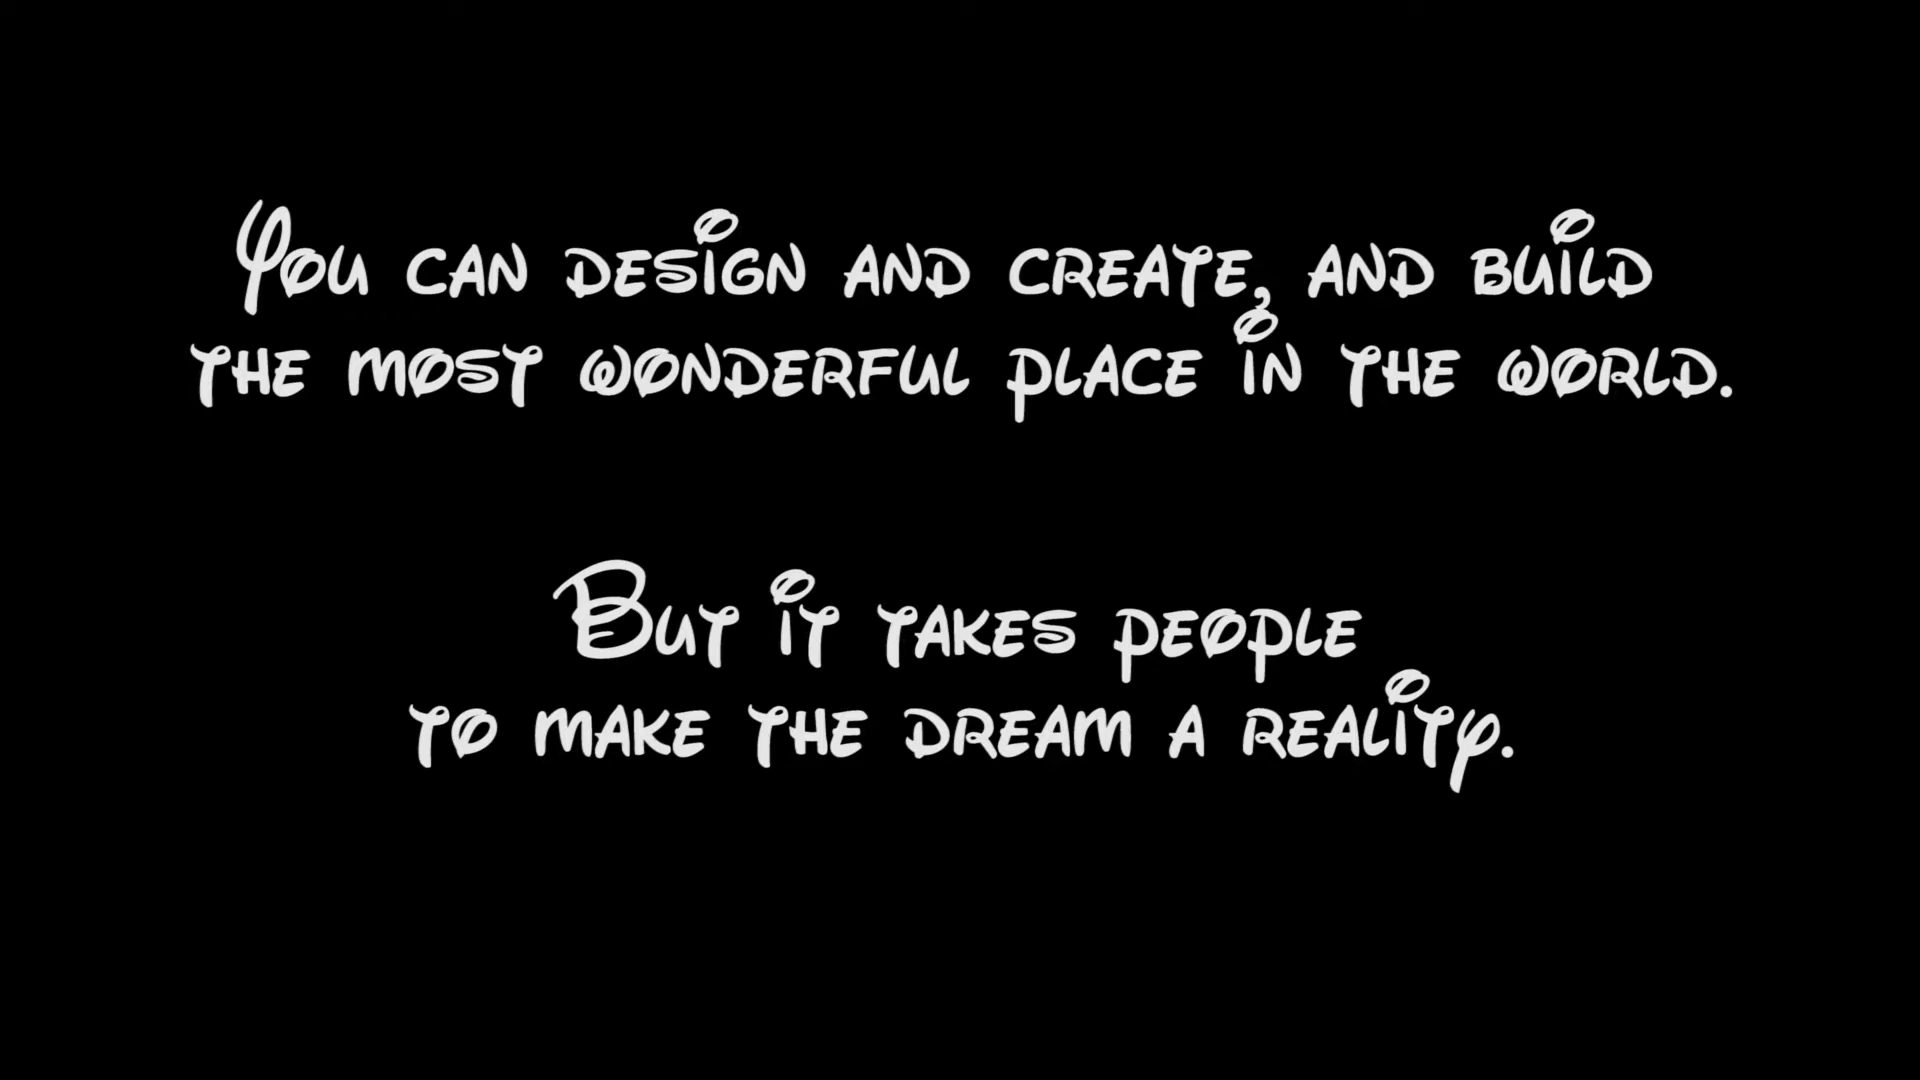 You can design and create, and build
the most wonderful place in the world.
But it takes people
to make the dream a reality.